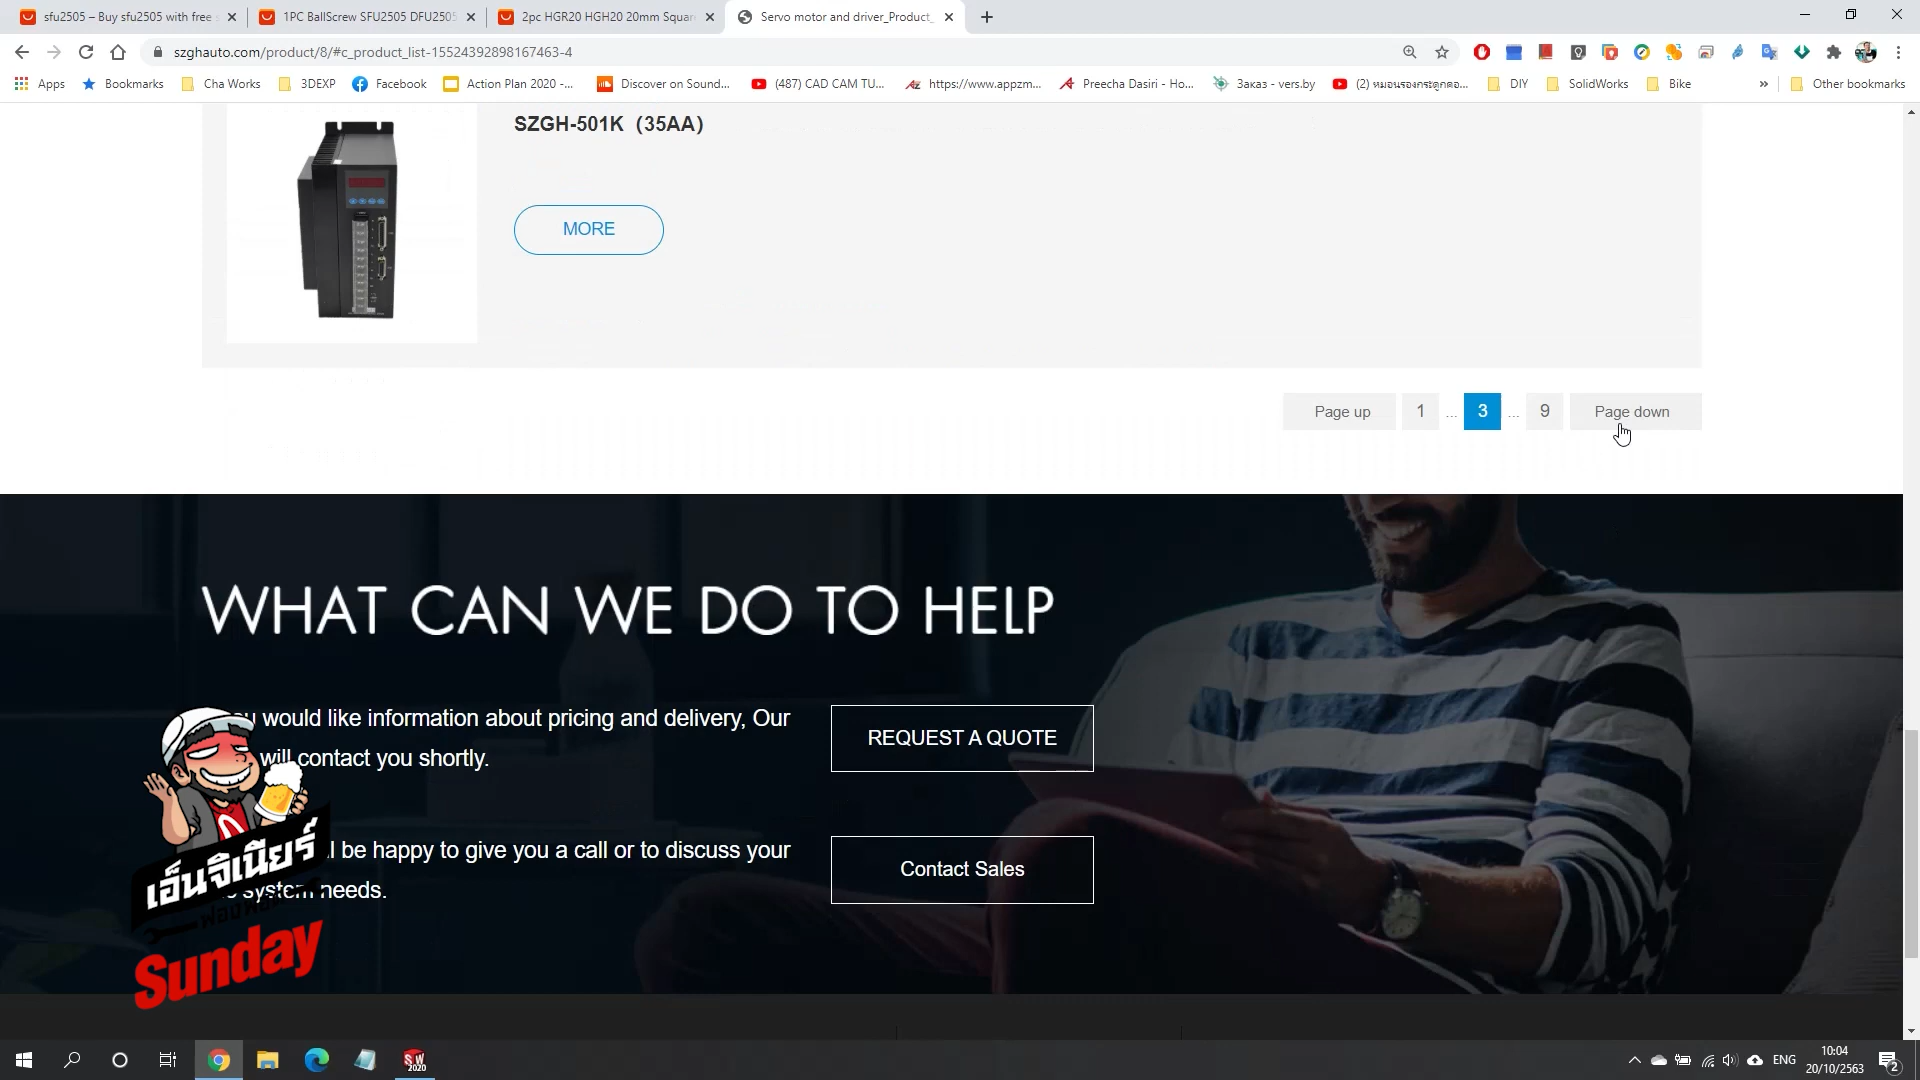 sfu2505 – Buy sfu2505 with free s
1PC BallScrew SFU2505 DFU2505
2pc HGR20 HGH20 20mm Squar
Servo motor and driver_Product_
szghauto.com/product/8/#c_product_list-15524392898167463-4
Apps
Bookmarks
Cha Works
3DEXP
Facebook
Action Plan 2020 -...
Discover on Sound...
(487) CAD CAM TU...
https://www.appzm...
Preecha Dasiri - Ho...
Заказ - vers.by
(2) หมอนรองกระดูกคอ...
DIY
SolidWorks
Bike
»
Other bookmarks
SZGH-501K（35AA）
MORE
Page up
1
...
3
...
9
Page down
WHAT CAN WE DO TO HELP
would like information about pricing and delivery, Our
will contact you shortly.
REQUEST A QUOTE
be happy to give you a call or to discuss your
system needs.
Contact Sales
เอ็นจิเนียร์
Sunday
SW
2020
ENG
10:04
20/10/2563
2